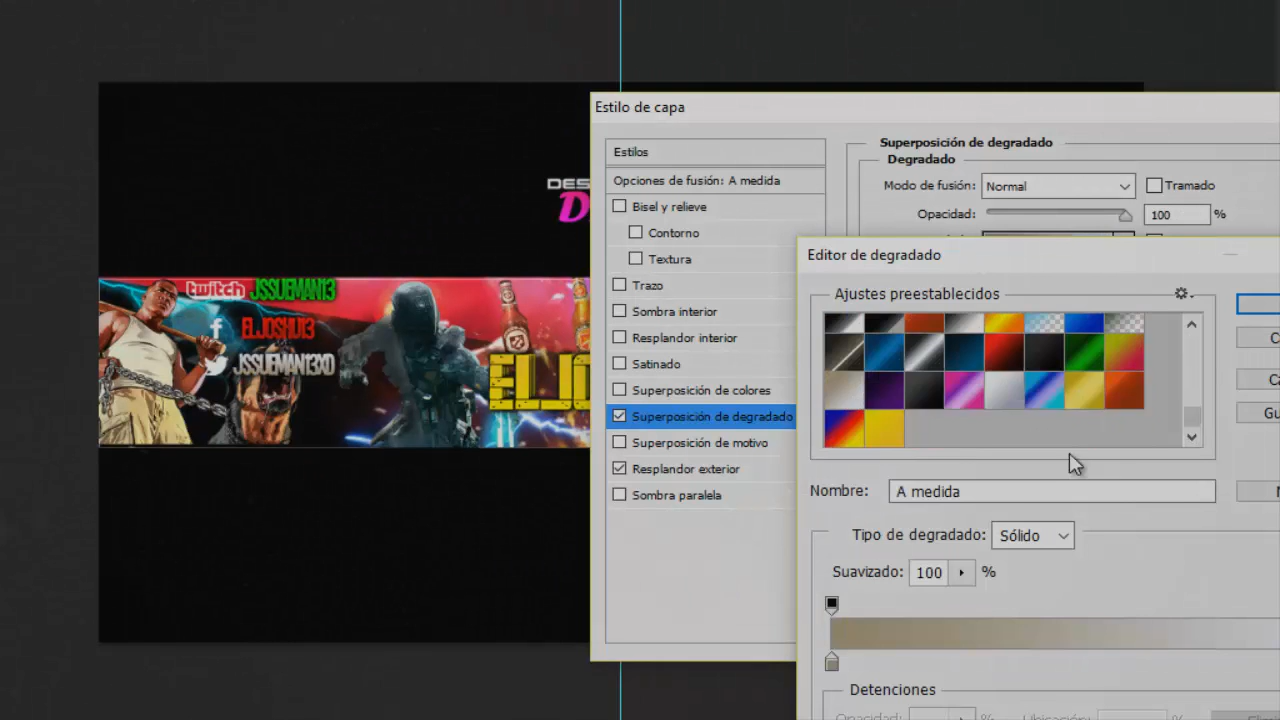 Estilo de capa
Estilos
Opciones de fusión: A medida
Bisel y relieve
Contorno
Textura
Trazo
Sombra interior
Resplandor interior
Satinado
Superposición de colores
Superposición de degradado
Superposición de motivo
Resplandor exterior
Sombra paralela
Superposición de degradado
Degradado
Modo de fusión: Normal
Tramado
Opacidad: 100 %
Editor de degradado
Ajustes preestablecidos
Nombre: A medida
Tipo de degradado: Sólido
Suavizado: 100 %
Detenciones
Opacidad: % Ubicación: %
DES
D
twitch JSSUEMAN13
f ELJOSHU13
JSSUEMAN13XD